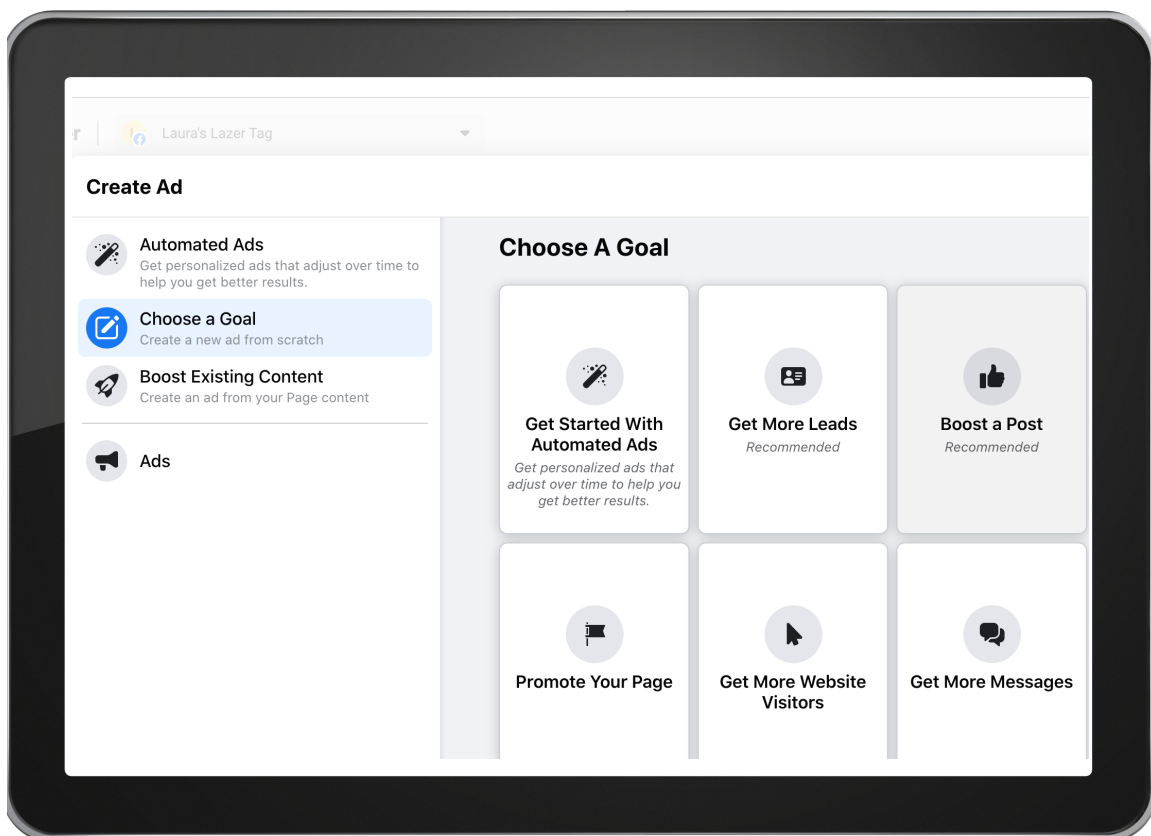 r
Laura's Lazer Tag
Create Ad
Automated Ads
Get personalized ads that adjust over time to
help you get better results.
Choose a Goal
Create a new ad from scratch
Boost Existing Content
Create an ad from your Page content
Ads
Choose A Goal
Get Started With
Automated Ads
Get personalized ads that
adjust over time to help you
get better results.
Get More Leads
Recommended
Boost a Post
Recommended
Promote Your Page
Get More Website
Visitors
Get More Messages